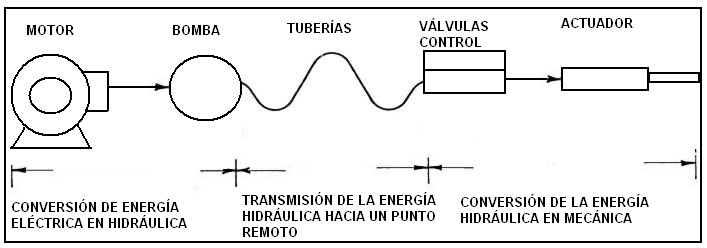 MOTOR
BOMBA
TUBERÍAS
VÁLVULAS
CONTROL
ACTUADOR
CONVERSIÓN DE ENERGÍA
ELÉCTRICA EN HIDRÁULICA
TRANSMISIÓN DE LA ENERGÍA
HIDRÁULICA HACIA UN PUNTO
REMOTO
CONVERSIÓN DE LA ENERGÍA
HIDRÁULICA EN MECÁNICA